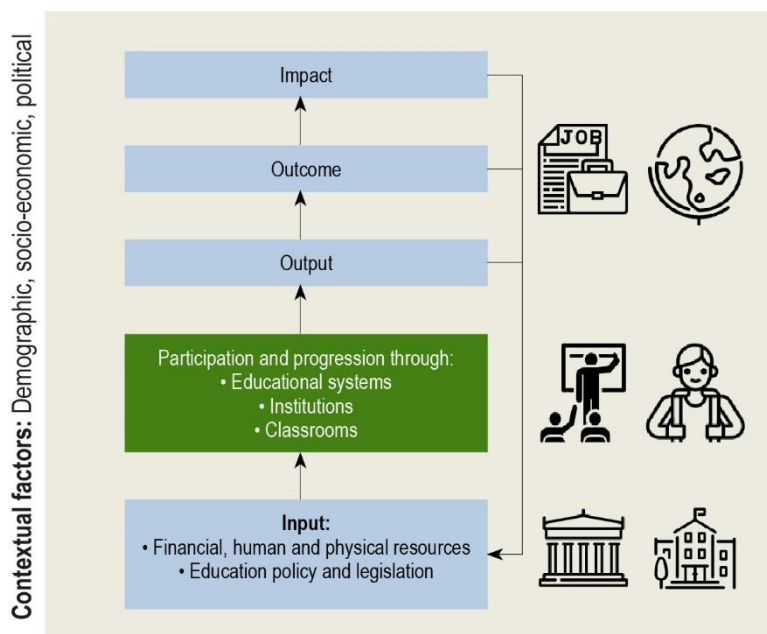 Contextual factors: Demographic, socio-economic, political
Impact
Outcome
Output
Participation and progression through:
• Educational systems
• Institutions
• Classrooms
Input:
• Financial, human and physical resources
• Education policy and legislation
JOB